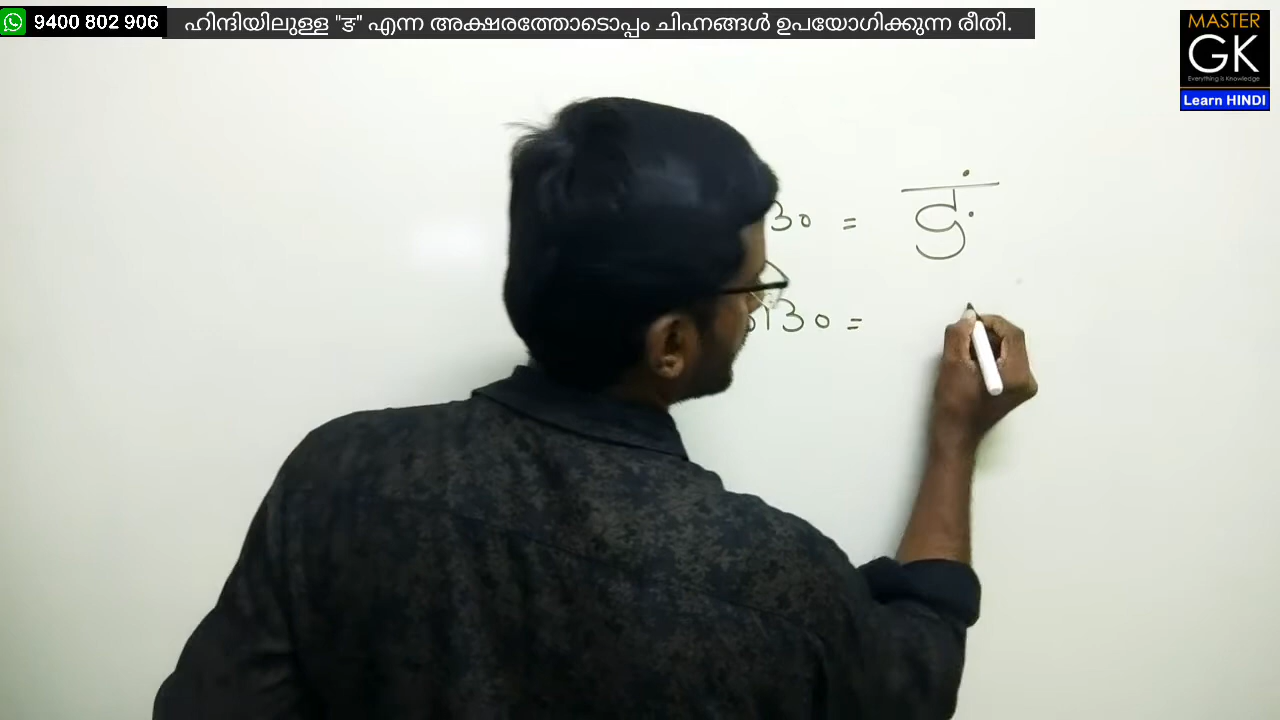 9400 802 906 ഹിന്ദിയിലുള്ള "ङ" എന്ന അക്ഷരത്തോടൊപ്പം ചിഹ്നങ്ങൾ ഉപയോഗിക്കുന്ന രീതി.
MASTER
GK
Everything is Knowledge
Learn HINDI
= ङं
=